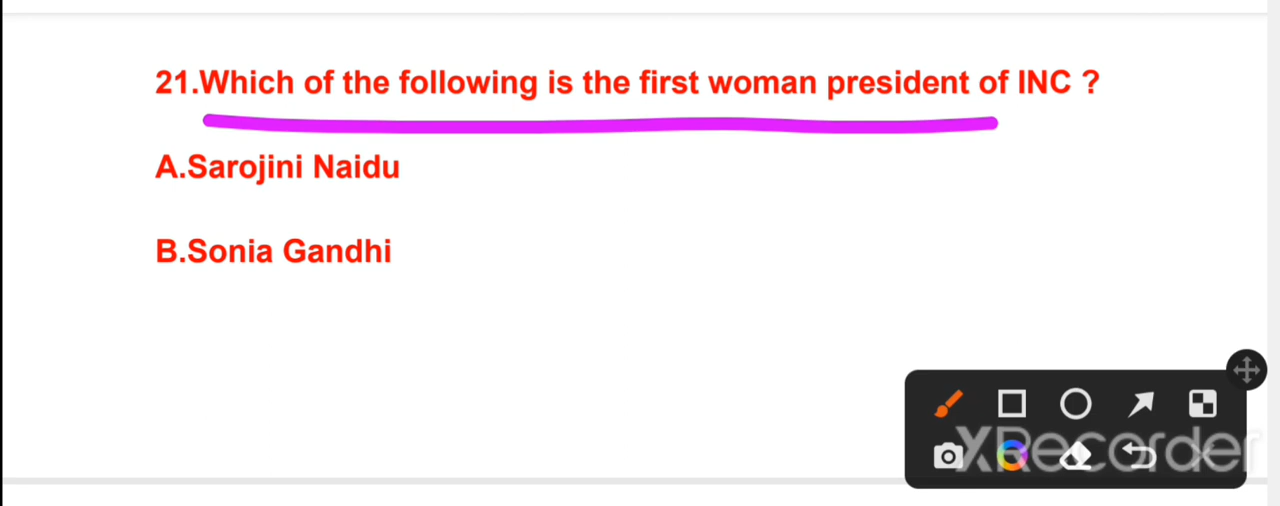 21.Which of the following is the first woman president of INC ?
A.Sarojini Naidu
B.Sonia Gandhi
XRecorder